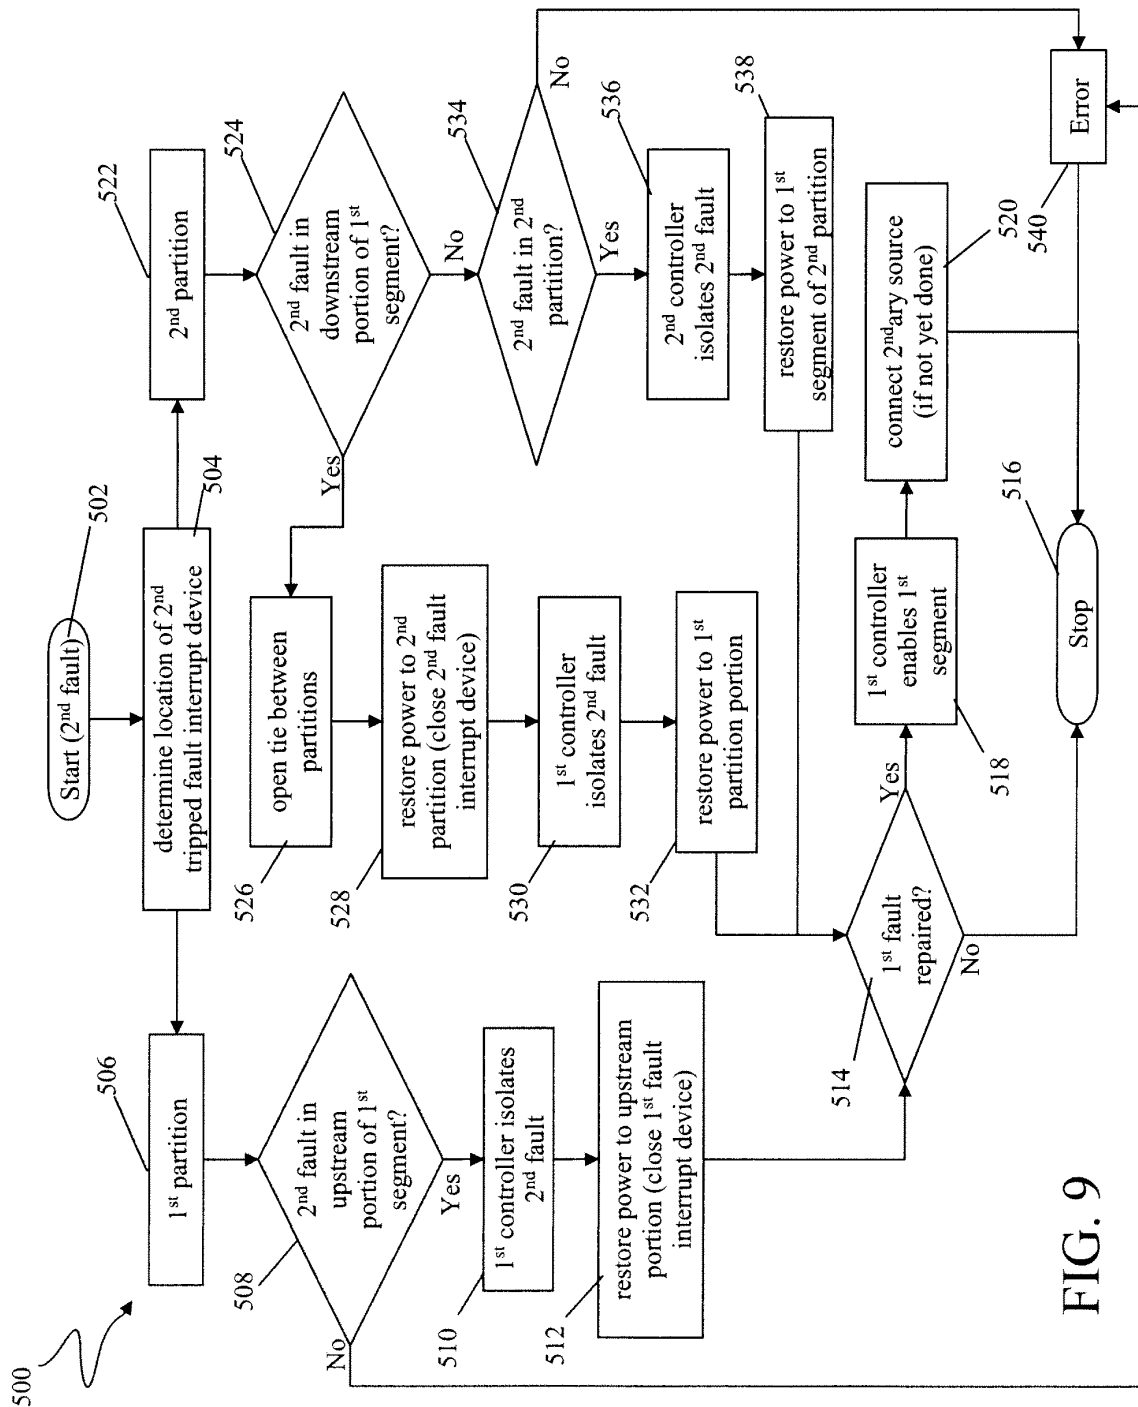 500
Start (2nd fault)
502
determine location of 2nd
tripped fault interrupt device
504
506
1st partition
508
2nd fault in
upstream
portion of 1st
segment?
No
Yes
510
1st controller isolates
2nd fault
512
restore power to upstream
portion (close 1st fault
interrupt device)
522
2nd partition
524
2nd fault in
downstream
portion of 1st
segment?
Yes
No
526
open tie between
partitions
528
restore power to 2nd
partition (close 2nd fault
interrupt device)
530
1st controller
isolates 2nd fault
532
restore power to 1st
partition portion
534
2nd fault in 2nd
partition?
No
Yes
536
2nd controller
isolates 2nd fault
538
restore power to 1st
segment of 2nd partition
514
1st fault
repaired?
Yes
No
518
1st controller
enables 1st
segment
connect 2ndary source
(if not yet done)
520
540
Error
516
Stop
FIG. 9